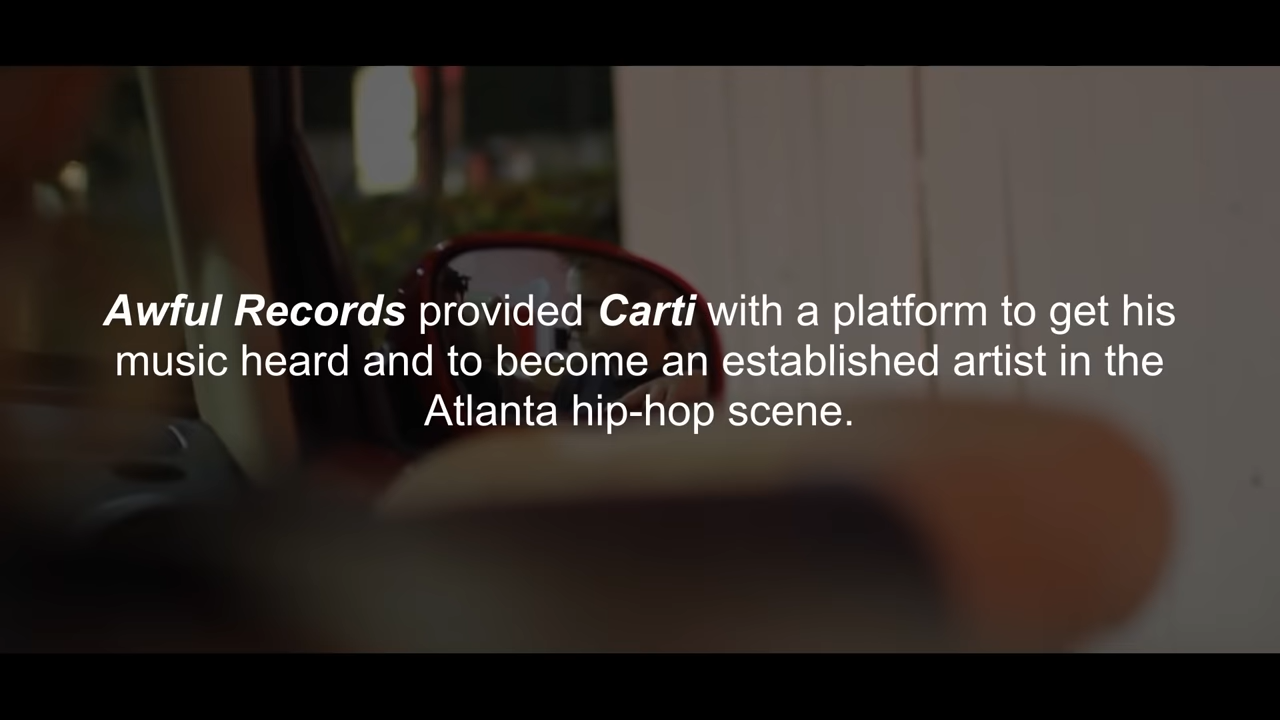 Awful Records provided Carti with a platform to get his
music heard and to become an established artist in the
Atlanta hip-hop scene.